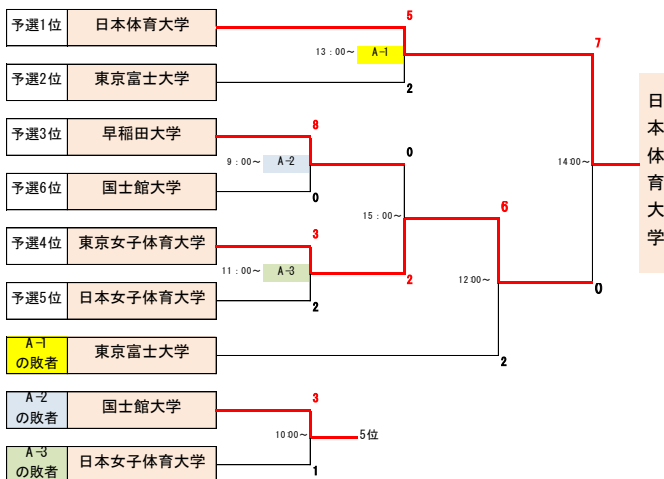 予選1位 日本体育大学
5
7
13：00～ A-1
予選2位 東京富士大学
2
日本体育大学
予選3位 早稲田大学
8
0
9：00～ A-2
14:00～
予選6位 国士館大学
0
6
15：00～
予選4位 東京女子体育大学
3
11：00～ A-3
2
12:00～
0
予選5位 日本女子体育大学
2
A-1
の敗者
東京富士大学
2
A-2
の敗者
国士館大学
3
10:00～
5位
A-3
の敗者
日本女子体育大学
1